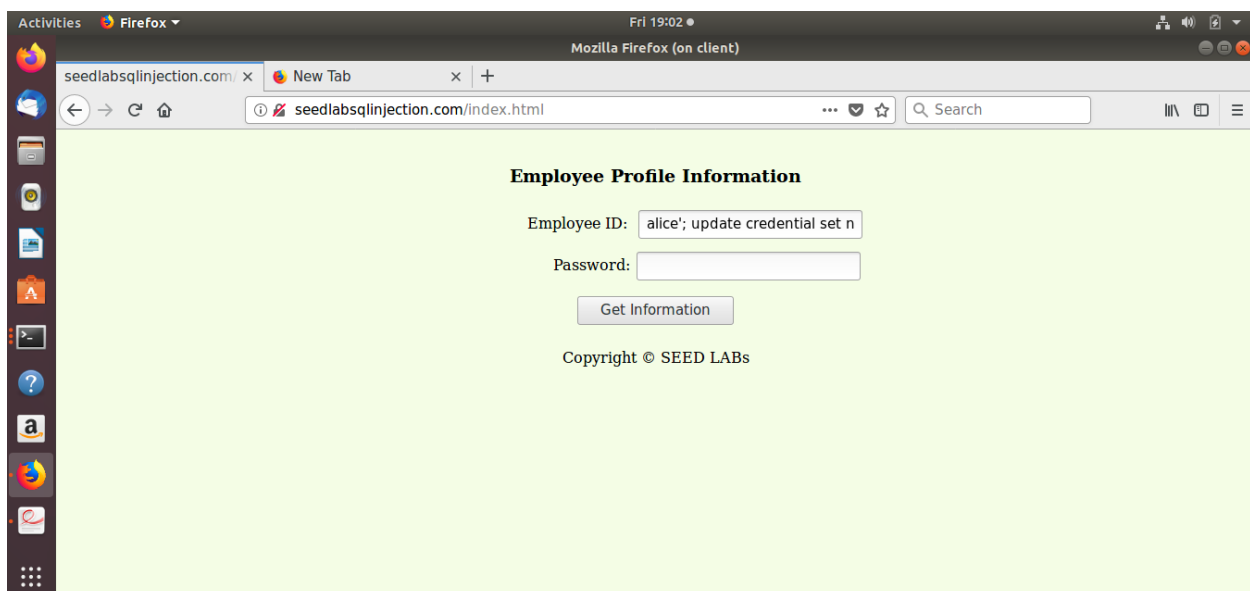 Activities Firefox Fri 19:02
Mozilla Firefox (on client)
seedlabsqlinjection.com/ New Tab
seedlabsqlinjection.com/index.html Search
Employee Profile Information
Employee ID: alice'; update credential set n
Password:
Get Information
Copyright © SEED LABs